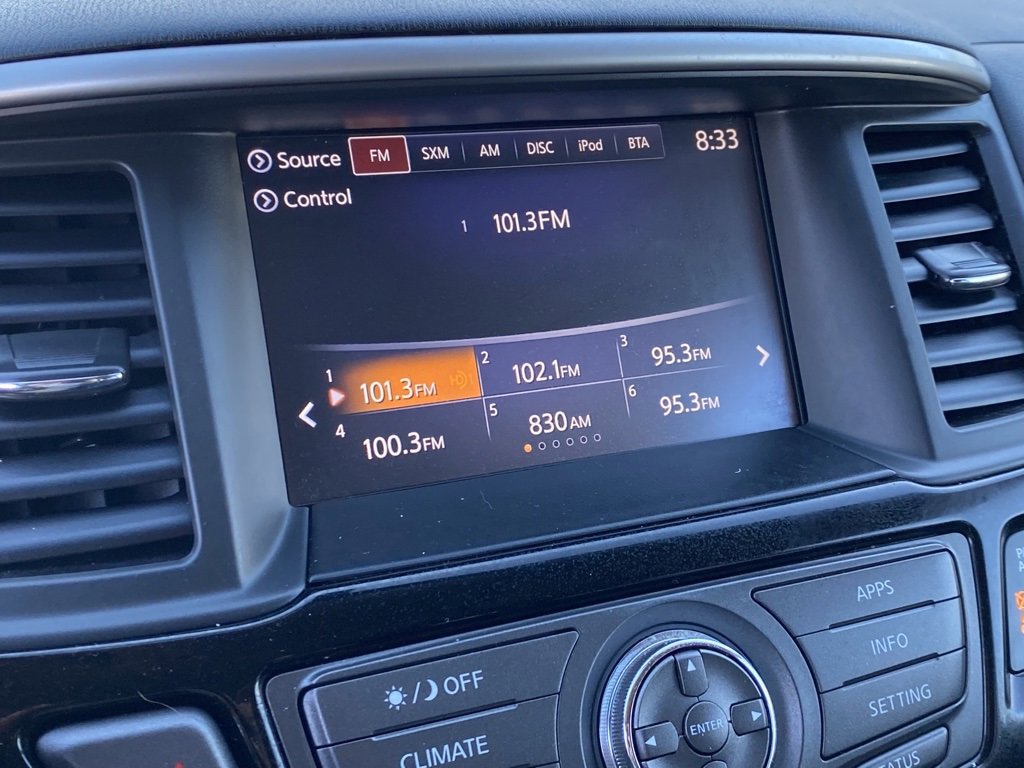 Source FM SXM AM DISC iPod BTA 8:33
Control
1 101.3FM
1 101.3FM 2 102.1FM 3 95.3FM
4 100.3FM 5 830AM 6 95.3FM
APPS
INFO
SETTING
OFF
CLIMATE
ENTER